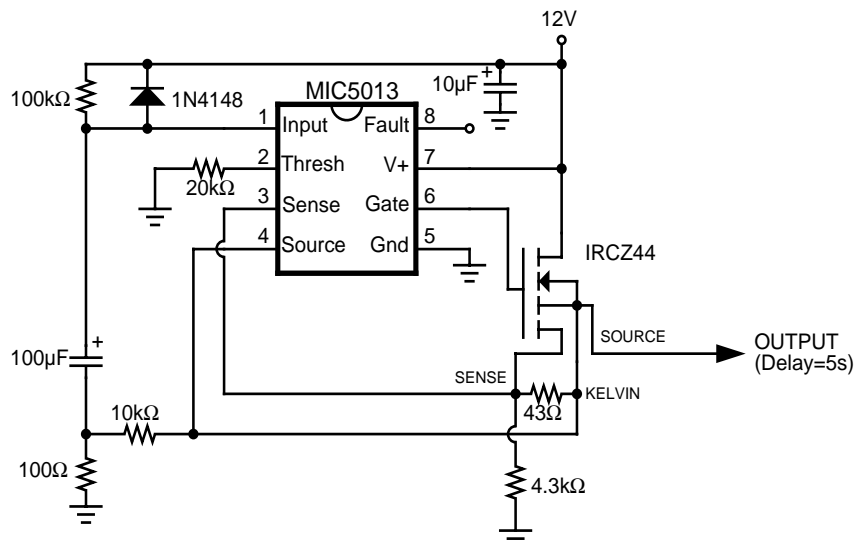 12V
10µF +
100kΩ
1N4148
MIC5013
1 Input Fault 8
2 Thresh V+ 7
20kΩ
3 Sense Gate 6
4 Source Gnd 5
IRCZ44
100µF +
SOURCE
OUTPUT
(Delay=5s)
SENSE
KELVIN
43Ω
10kΩ
100Ω
4.3kΩ